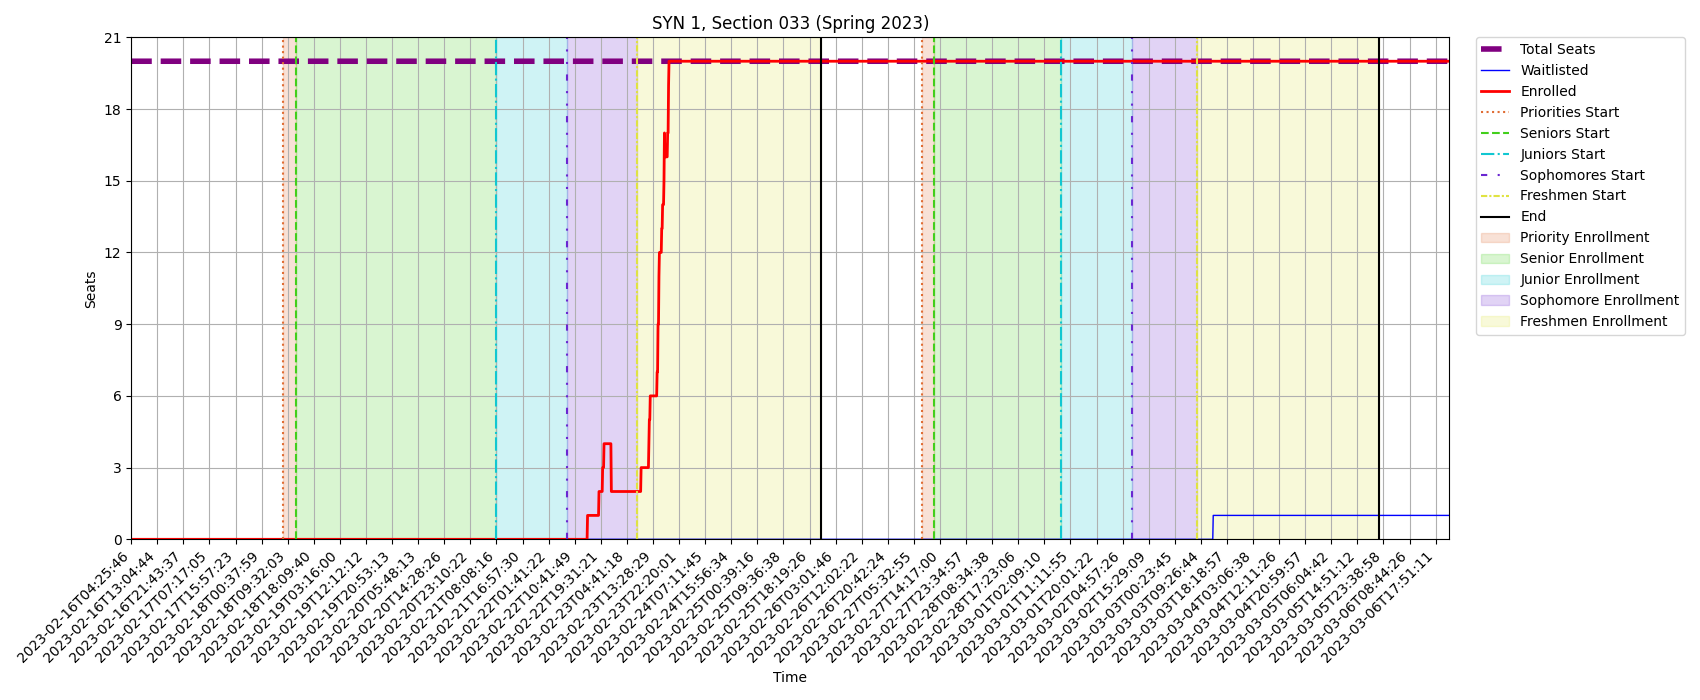 SYN 1, Section 033 (Spring 2023)
Seats
21
18
15
12
9
6
3
0
2023-02-16T04:25:46
2023-02-16T13:04:44
2023-02-16T21:43:37
2023-02-17T07:17:05
2023-02-17T15:57:23
2023-02-18T00:37:59
2023-02-18T09:32:03
2023-02-18T18:09:40
2023-02-19T03:16:00
2023-02-19T12:12:12
2023-02-19T20:53:13
2023-02-20T05:48:13
2023-02-20T14:28:26
2023-02-20T23:10:22
2023-02-21T08:08:16
2023-02-21T16:57:30
2023-02-22T01:41:22
2023-02-22T10:41:49
2023-02-22T19:31:21
2023-02-23T04:41:18
2023-02-23T13:28:29
2023-02-23T22:20:01
2023-02-24T07:11:45
2023-02-24T15:56:34
2023-02-25T00:39:16
2023-02-25T09:36:38
2023-02-25T18:19:26
2023-02-26T03:01:46
2023-02-26T12:02:22
2023-02-26T20:42:24
2023-02-27T05:32:55
2023-02-27T14:17:00
2023-02-27T23:34:57
2023-02-28T08:34:38
2023-02-28T17:23:06
2023-03-01T02:09:10
2023-03-01T11:11:55
2023-03-01T20:01:22
2023-03-02T04:57:26
2023-03-02T15:29:09
2023-03-03T00:23:45
2023-03-03T09:26:44
2023-03-03T18:18:57
2023-03-04T03:06:38
2023-03-04T12:11:26
2023-03-04T20:59:57
2023-03-05T06:04:42
2023-03-05T14:51:12
2023-03-05T23:38:58
2023-03-06T08:44:26
2023-03-06T17:51:11
Time
Total Seats
Waitlisted
Enrolled
Priorities Start
Seniors Start
Juniors Start
Sophomores Start
Freshmen Start
End
Priority Enrollment
Senior Enrollment
Junior Enrollment
Sophomore Enrollment
Freshmen Enrollment